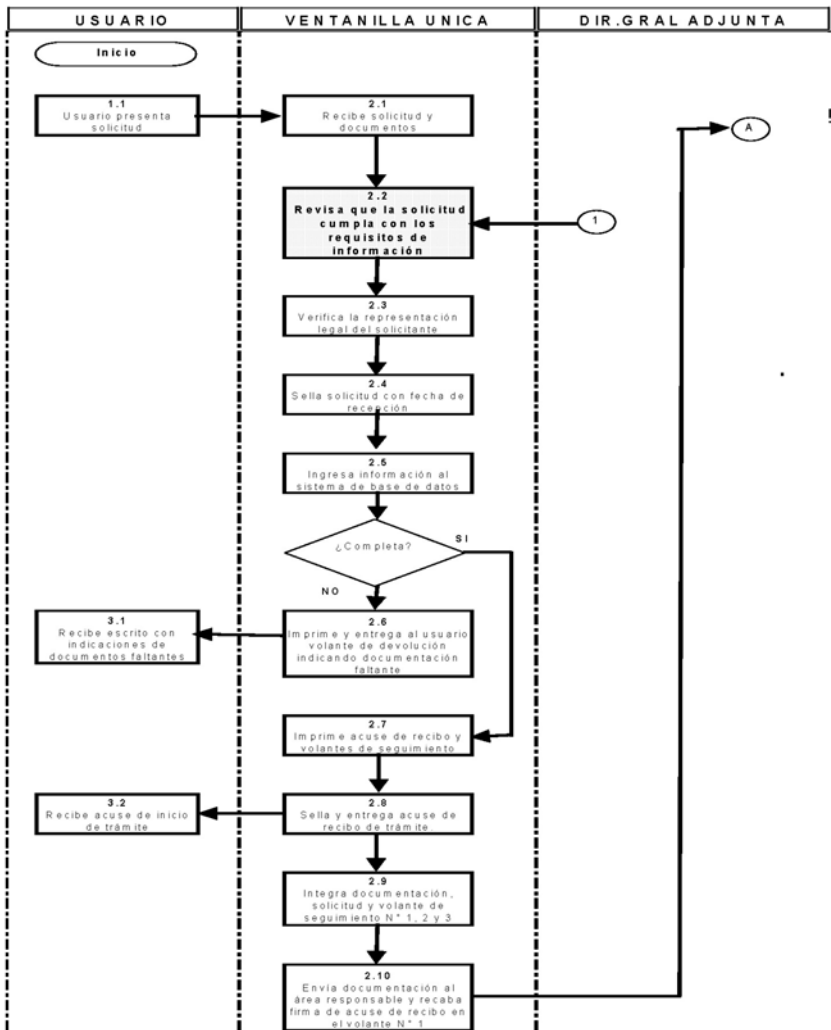 USUARIO
VENTANILLA UNICA
DIR.GRAL ADJUNTA
Inicio
1.1
Usuario presenta
solicitud
2.1
Recibe solicitud y
documentos
A
2.2
Revisa que la solicitud
cumpla con los
requisitos de
información
1
2.3
Verifica la representación
legal del solicitante
2.4
Sella solicitud con fecha de
recepción
2.5
Ingresa información al
sistema de base de datos
¿Completa?
SI
NO
3.1
Recibe escrito con
indicaciones de
documentos faltantes
2.6
Imprime y entrega al usuario
volante de devolución
indicando documentación
faltante
2.7
Imprime acuse de recibo y
volantes de seguimiento
3.2
Recibe acuse de inicio
de trámite
2.8
Sella y entrega acuse de
recibo de trámite
2.9
Integra documentación,
solicitud y volante de
seguimiento N° 1, 2 y 3
2.10
Envía documentación al
área responsable y recaba
firma de acuse de recibo en
el volante N° 1